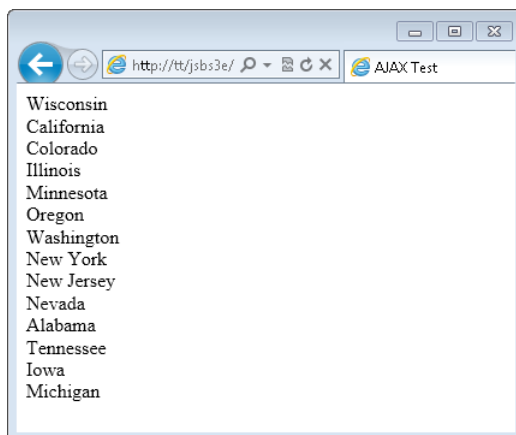 http://tt/jsbs3e/
AJAX Test
Wisconsin
California
Colorado
Illinois
Minnesota
Oregon
Washington
New York
New Jersey
Nevada
Alabama
Tennessee
Iowa
Michigan